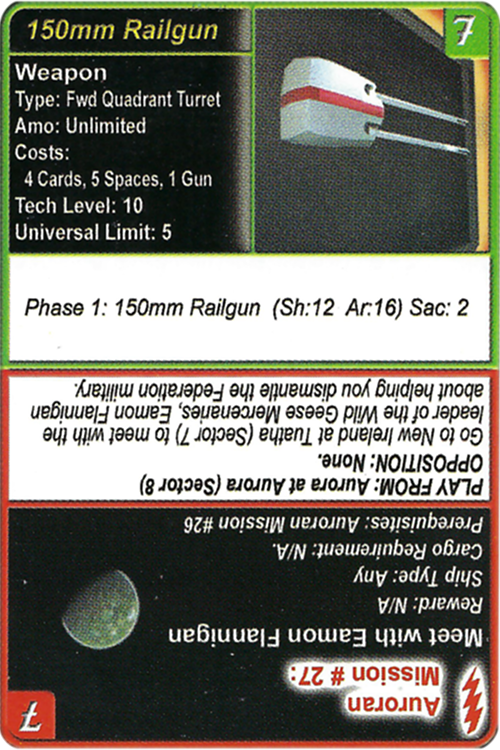 150mm Railgun
7
Weapon
Type: Fwd Quadrant Turret
Amo: Unlimited
Costs:
4 Cards, 5 Spaces, 1 Gun
Tech Level: 10
Universal Limit: 5
Phase 1: 150mm Railgun (Sh:12 Ar:16) Sac: 2
7
Auroran
Mission # 27:
Meet with Eamon Flannigan
Reward: N/A
Ship Type: Any
Cargo Requirement: N/A.
Prerequisites: Auroran Mission #26
PLAY FROM: Aurora at Aurora (Sector 8)
OPPOSITION: None.
Go to New Ireland at Tuatha (Sector 7) to meet with the
leader of the Wild Geese Mercenaries, Eamon Flannigan
about helping you dismantle the Federation military.